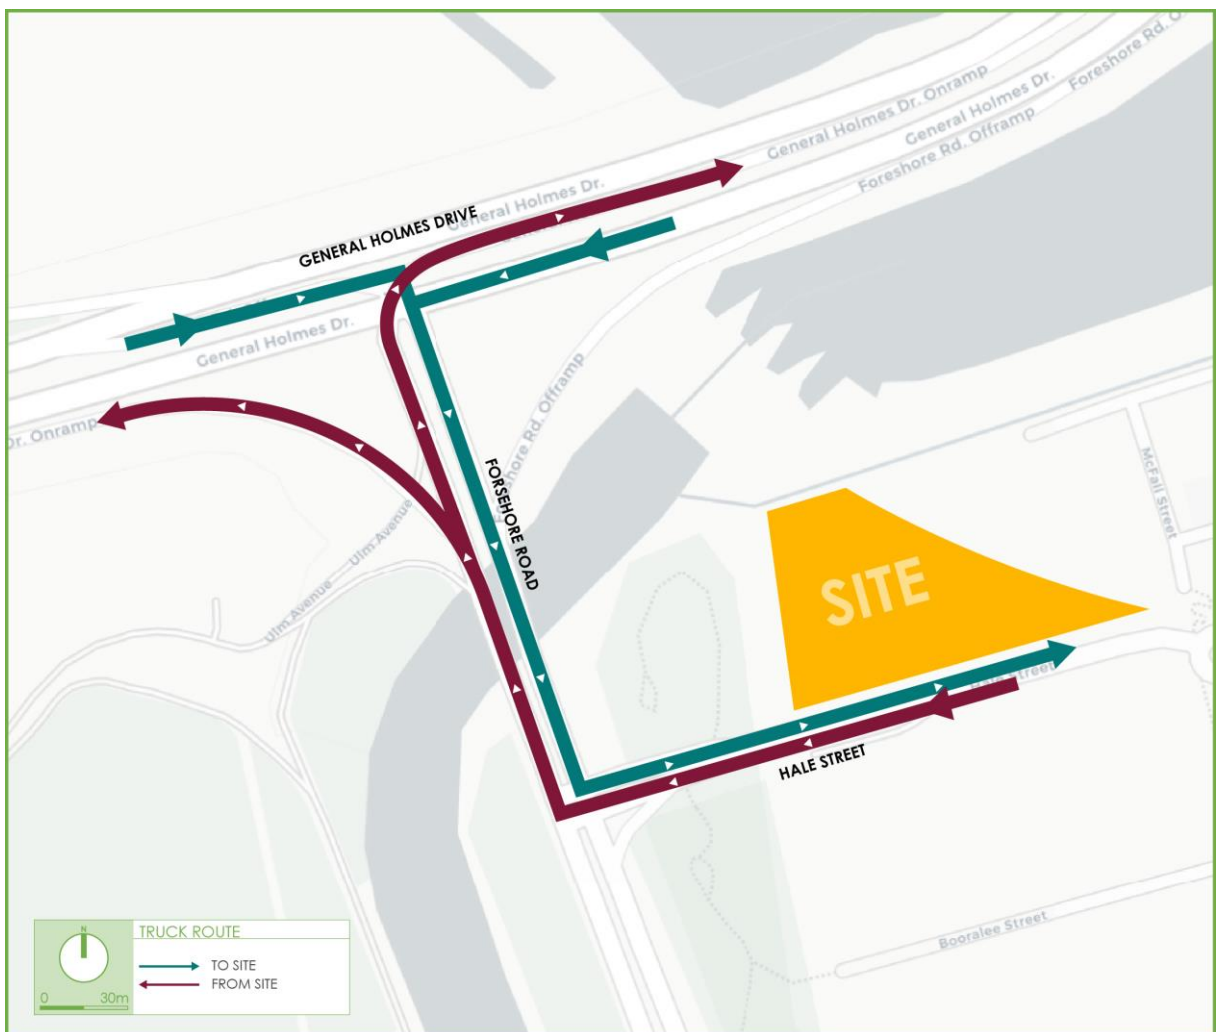 Foreshore Rd. O
General Holmes Dr. Onramp
General Holmes Dr.
Foreshore Rd. Offramp
General Holmes Dr.
GENERAL HOLMES DRIVE
General Holmes Dr.
Dr. Onramp
Foreshore Rd. Offramp
FORSEHORE ROAD
McFall Street
Ulm Avenue
Ulm Avenue
SITE
Hale Street
HALE STREET
Booralee Street
N
TRUCK ROUTE
TO SITE
FROM SITE
0 30m